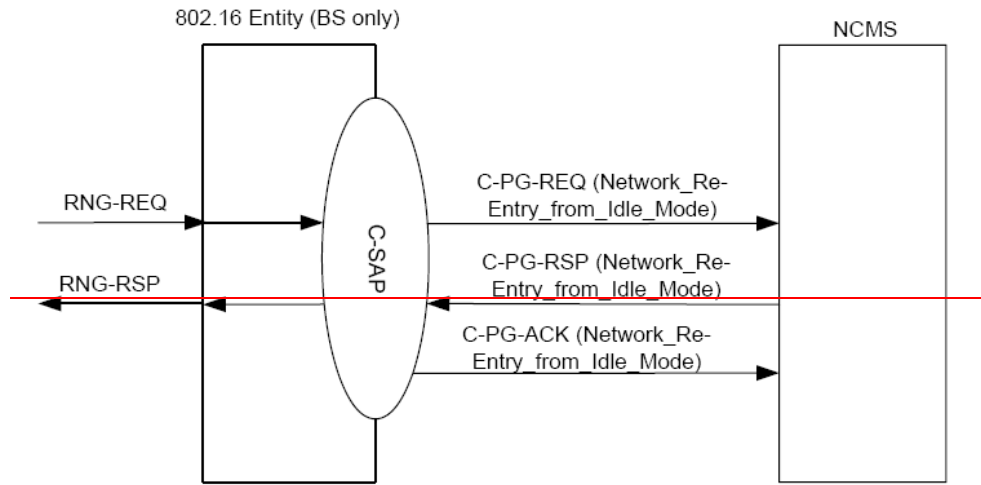 802.16 Entity (BS only)
NCMS
RNG-REQ
C-PG-REQ (Network_Re-
Entry_from_Idle_Mode)
C-SAP
RNG-RSP
C-PG-RSP (Network_Re-
Entry_from_Idle_Mode)
C-PG-ACK (Network_Re-
Entry_from_Idle_Mode)